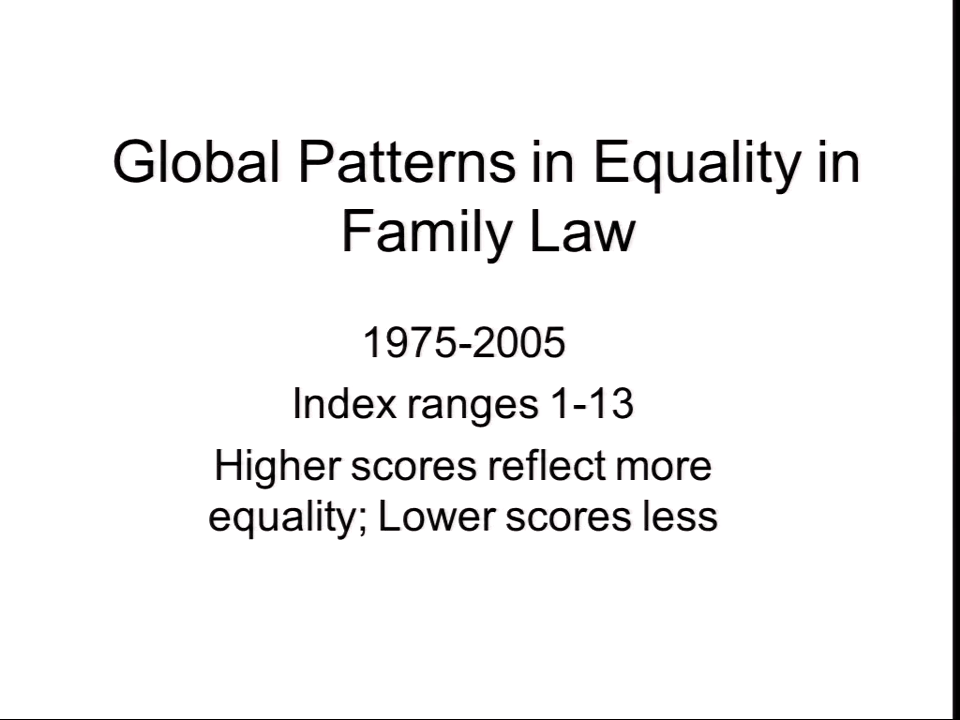 Global Patterns in Equality in
Family Law
1975-2005
Index ranges 1-13
Higher scores reflect more
equality; Lower scores less